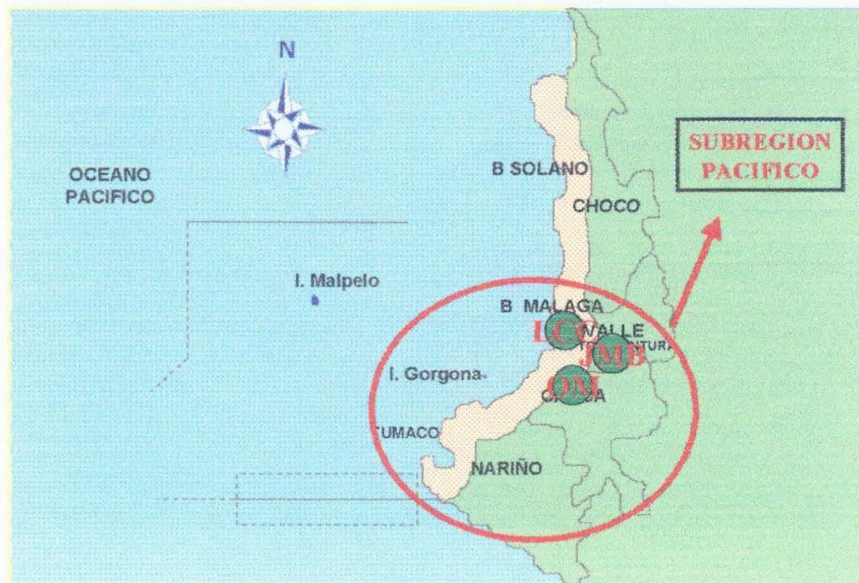 N
SUBREGION
PACIFICO
OCEANO
PACIFICO
B SOLANO
CHOCO
I. Malpelo
B MALAGA
VALLE
JMB
I. Gorgona
OM
TUMACO
NARIÑO